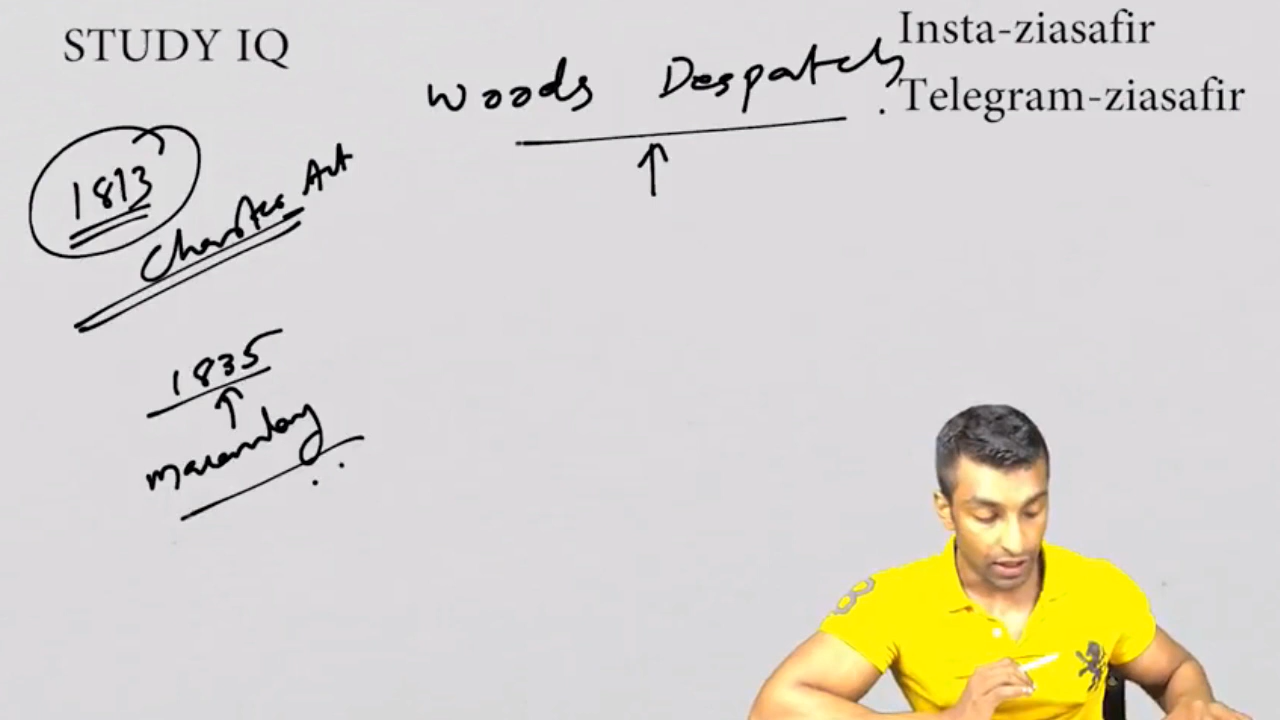 STUDY IQ
Insta-ziasafir
Telegram-ziasafir
Woods Despatch
1813
Charter Act
1835
macaulay